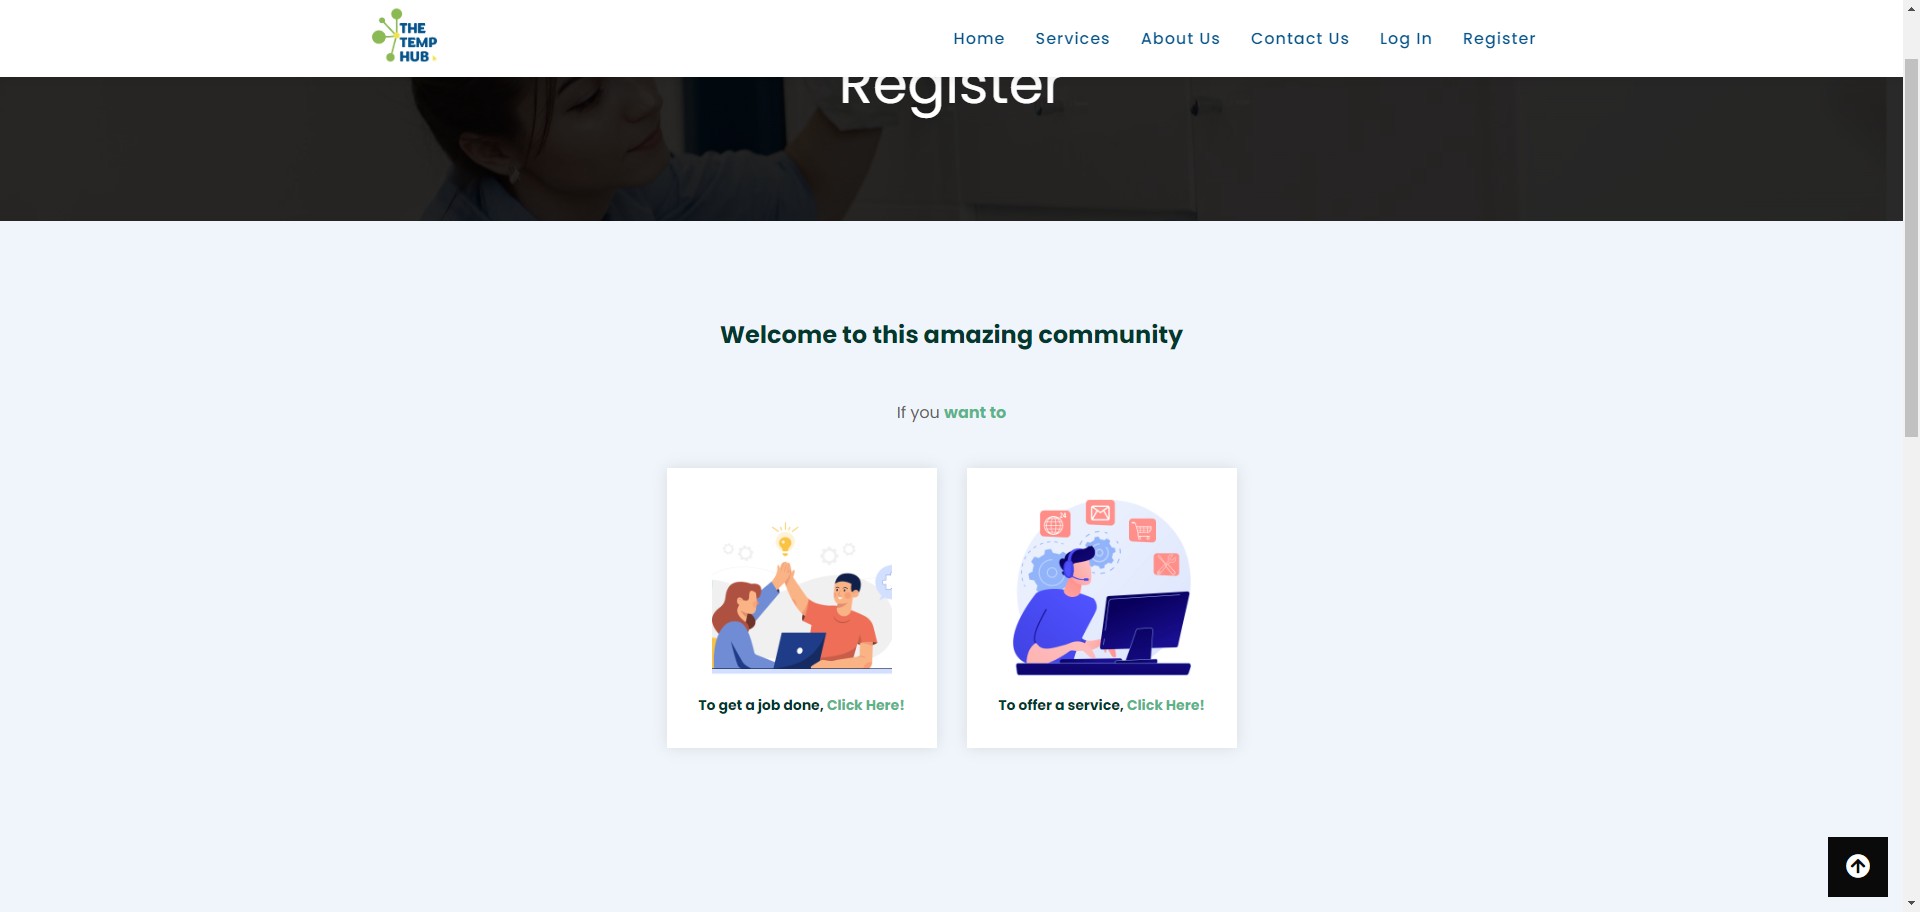 THE
TEMP
HUB
Home Services About Us Contact Us Log In Register
Register
Welcome to this amazing community
If you want to
24
To get a job done, Click Here!
To offer a service, Click Here!